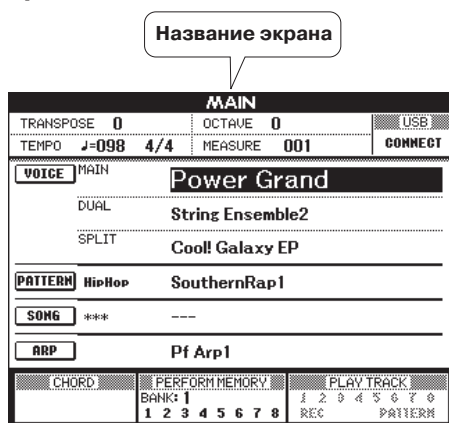 Название экрана
MAIN
TRANSPOSE 0 OCTAVE 0 USB
TEMPO ♩=098 4/4 MEASURE 001 CONNECT
VOICE MAIN Power Grand
DUAL String Ensemble2
SPLIT Cool! Galaxy EP
PATTERN HipHop SouthernRap1
SONG *** ---
ARP Pf Arp1
CHORD PERFORM.MEMORY PLAY TRACK
BANK: 1 1 2 3 4 5 6 7 8
1 2 3 4 5 6 7 8 REC PATTERN